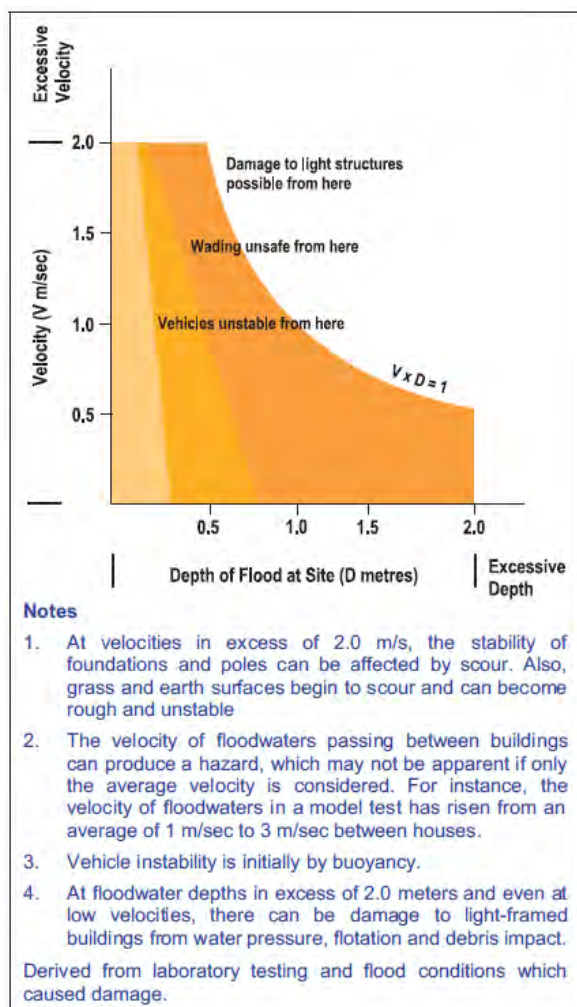 Excessive
Velocity
2.0
Damage to light structures
possible from here
1.5
Wading unsafe from here
Velocity (V m/sec)
1.0
Vehicles unstable from here
V x D = 1
0.5
0.5
1.0
1.5
2.0
Depth of Flood at Site (D metres)
Excessive
Depth
Notes
1. At velocities in excess of 2.0 m/s, the stability of
foundations and poles can be affected by scour. Also,
grass and earth surfaces begin to scour and can become
rough and unstable
2. The velocity of floodwaters passing between buildings
can produce a hazard, which may not be apparent if only
the average velocity is considered. For instance, the
velocity of floodwaters in a model test has risen from an
average of 1 m/sec to 3 m/sec between houses.
3. Vehicle instability is initially by buoyancy.
4. At floodwater depths in excess of 2.0 meters and even at
low velocities, there can be damage to light-framed
buildings from water pressure, flotation and debris impact.
Derived from laboratory testing and flood conditions which
caused damage.